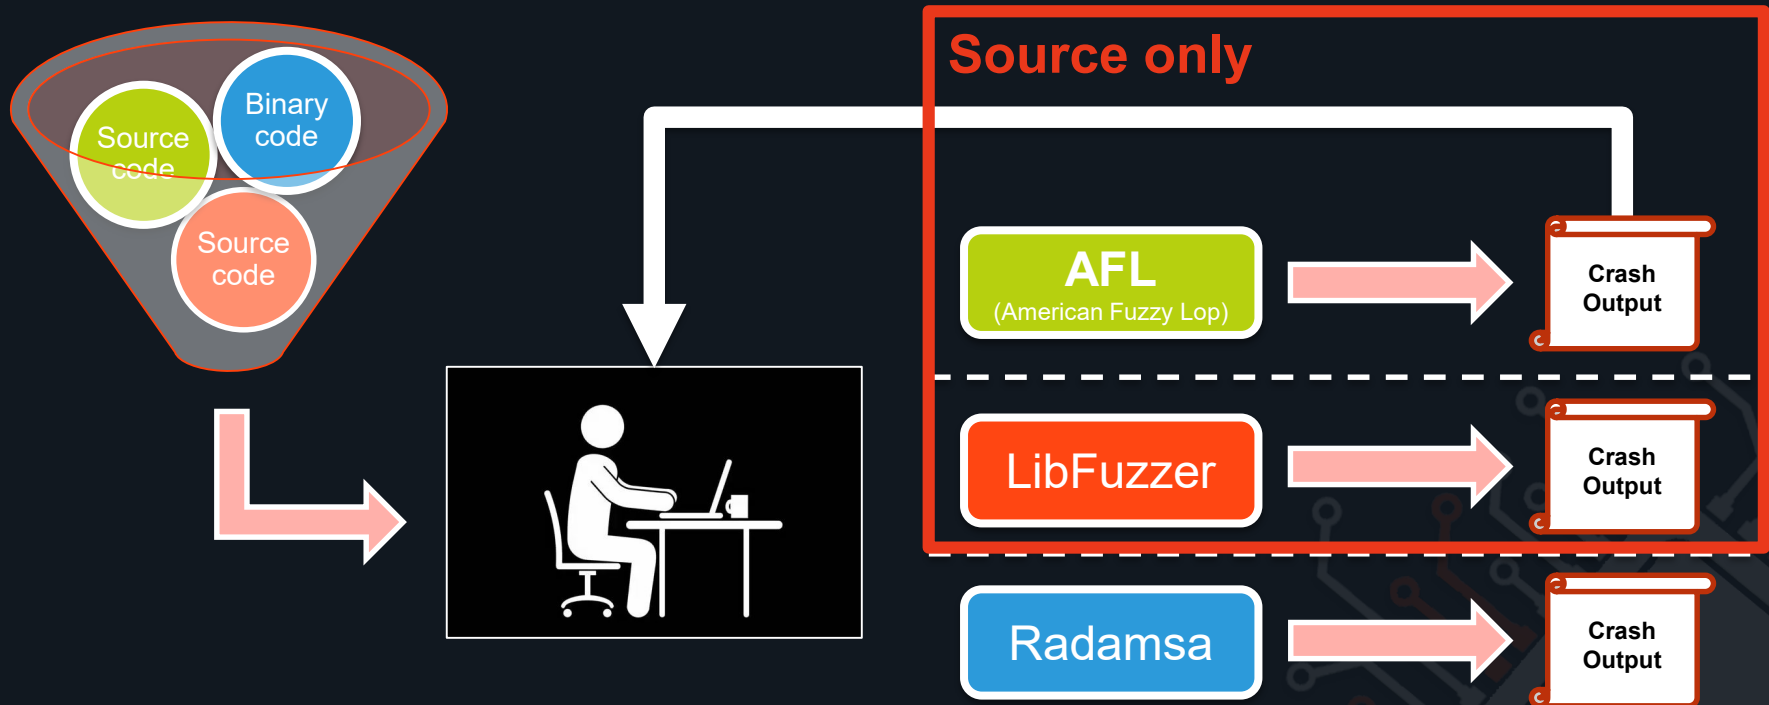 Source
code
Binary
code
Source
code
Source only
AFL
(American Fuzzy Lop)
Crash
Output
LibFuzzer
Crash
Output
Radamsa
Crash
Output